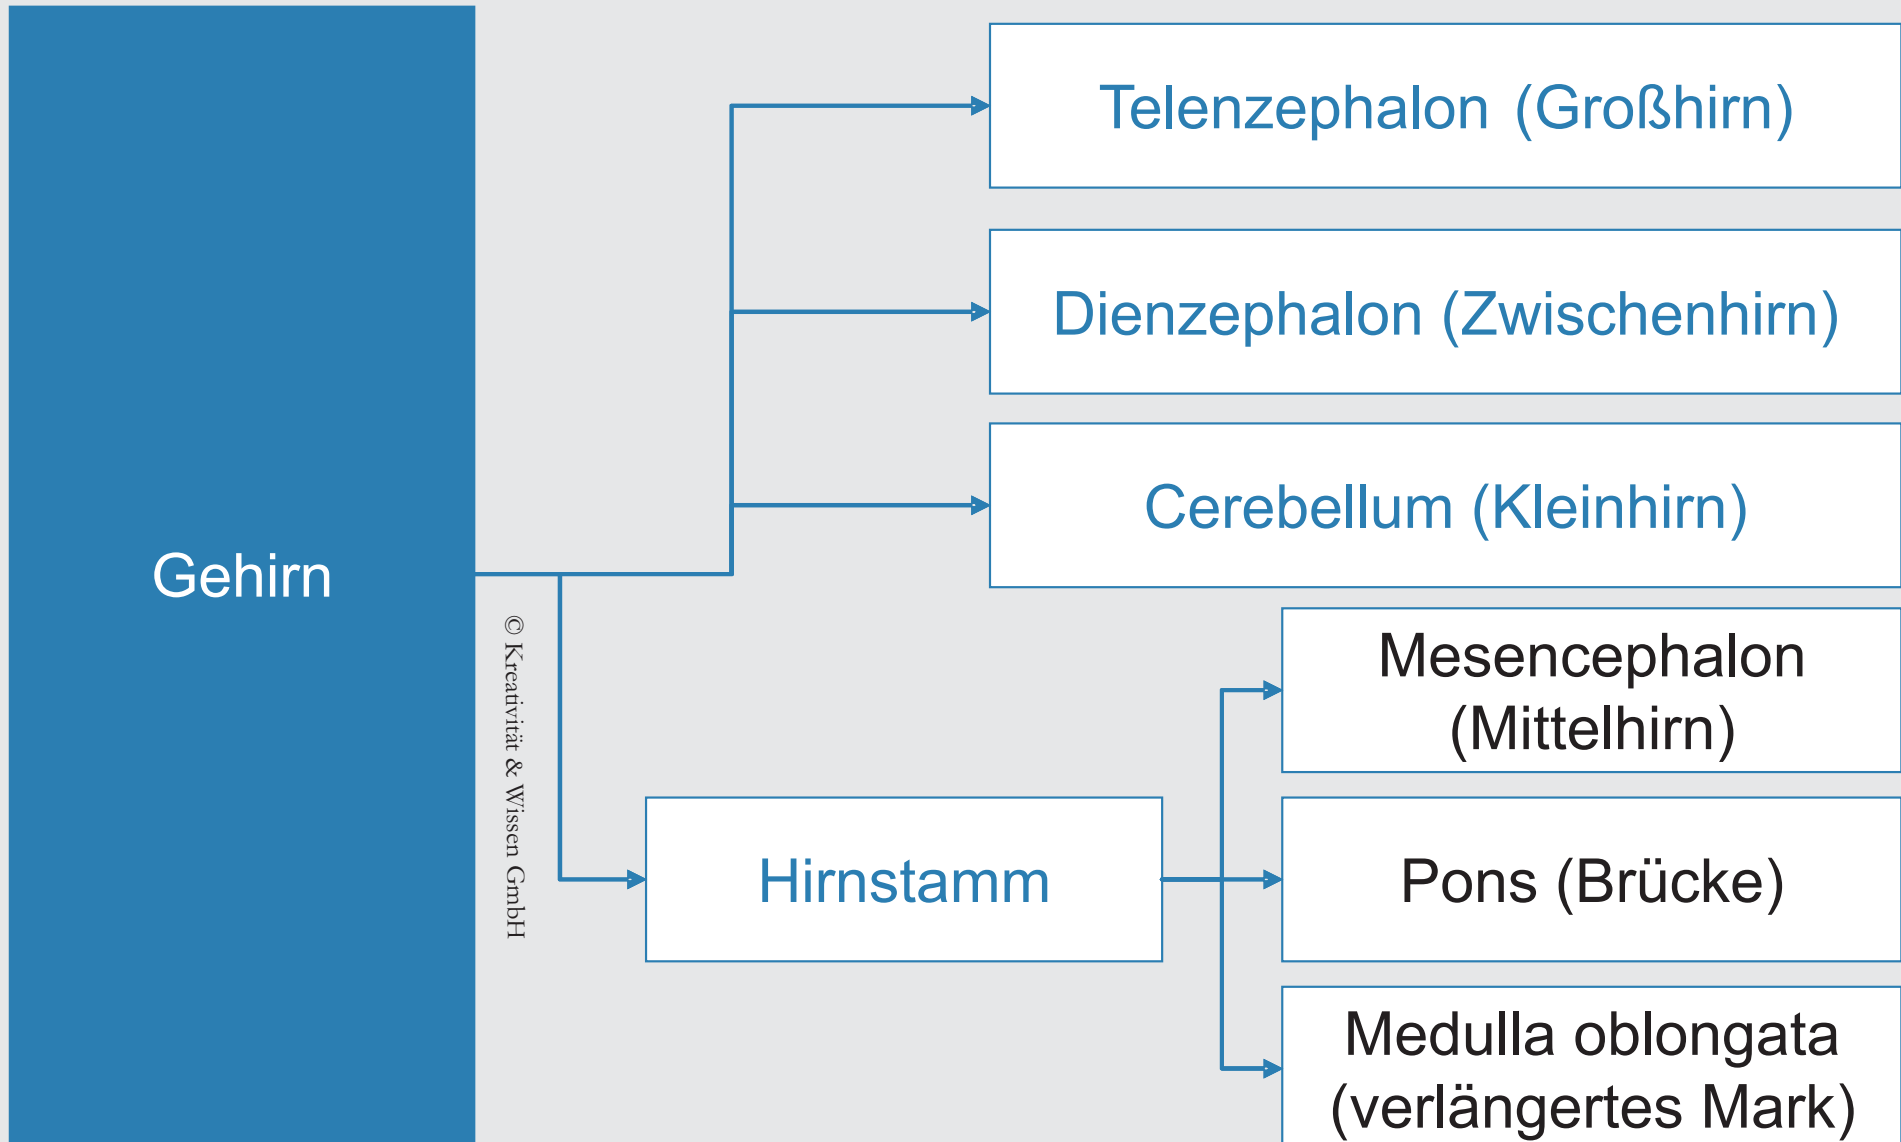 Gehirn
© Kreativität & Wissen GmbH
Telenzephalon (Großhirn)
Dienzephalon (Zwischenhirn)
Cerebellum (Kleinhirn)
Hirnstamm
Mesencephalon
(Mittelhirn)
Pons (Brücke)
Medulla oblongata
(verlängertes Mark)